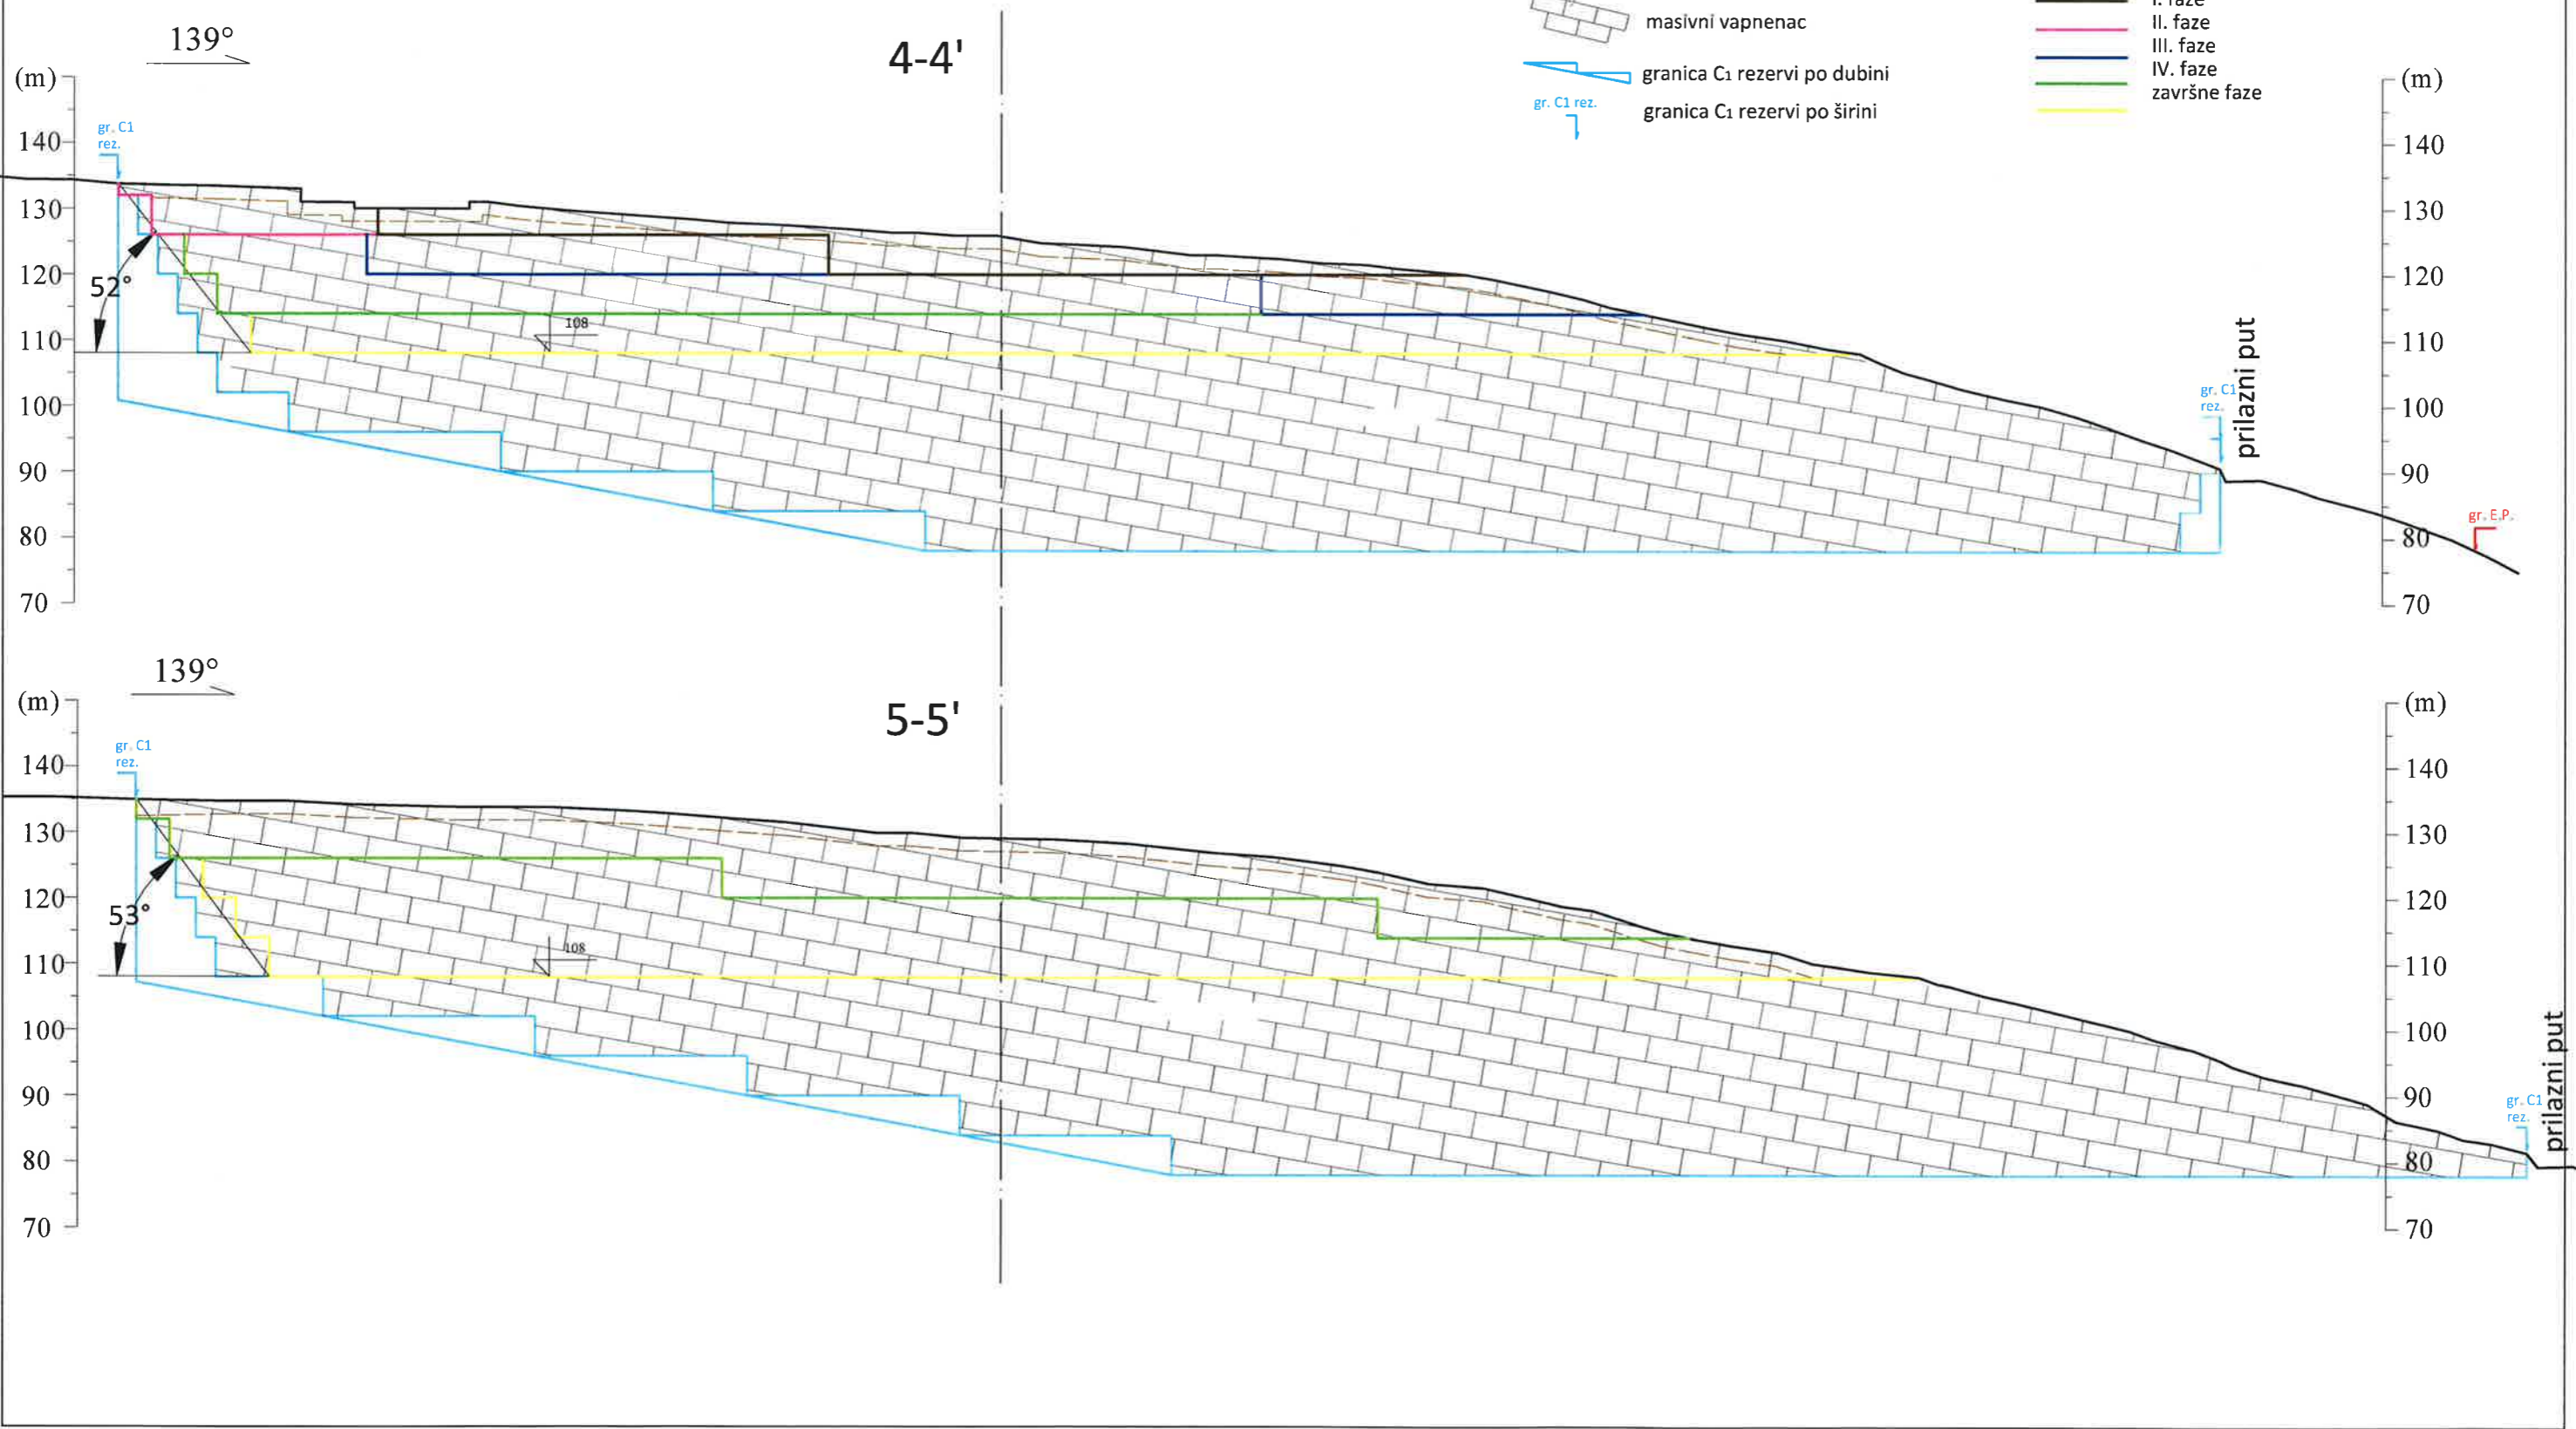 I. faze
masivni vapnenac
II. faze
III. faze
granica C₁ rezervi po dubini
IV. faze
završne faze
gr. C1 rez.
granica C₁ rezervi po širini
139°
4-4'
(m)
(m)
gr. C1
rez.
140
140
130
130
120
120
52°
110
110
108
100
100
gr. C1
rez.
prilazni put
90
90
80
80
gr. E.P.
70
70
139°
5-5'
(m)
(m)
gr. C1
rez.
140
140
130
130
120
120
53°
110
110
108
100
100
90
90
gr. C1
rez.
prilazni put
80
80
70
70